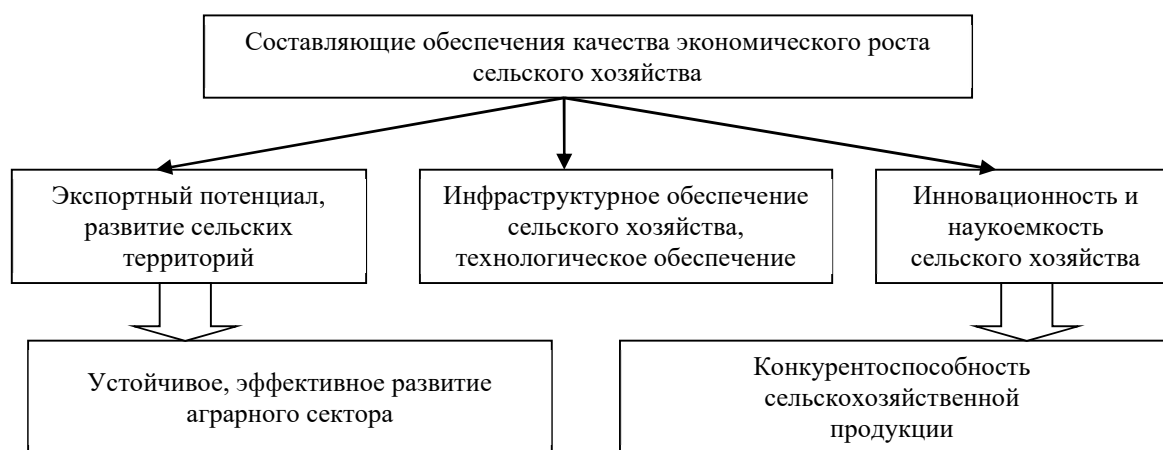 Составляющие обеспечения качества экономического роста
сельского хозяйства
Экспортный потенциал,
развитие сельских
территорий
Инфраструктурное обеспечение
сельского хозяйства,
технологическое обеспечение
Инновационность и
наукоемкость
сельского хозяйства
Устойчивое, эффективное развитие
аграрного сектора
Конкурентоспособность
сельскохозяйственной
продукции